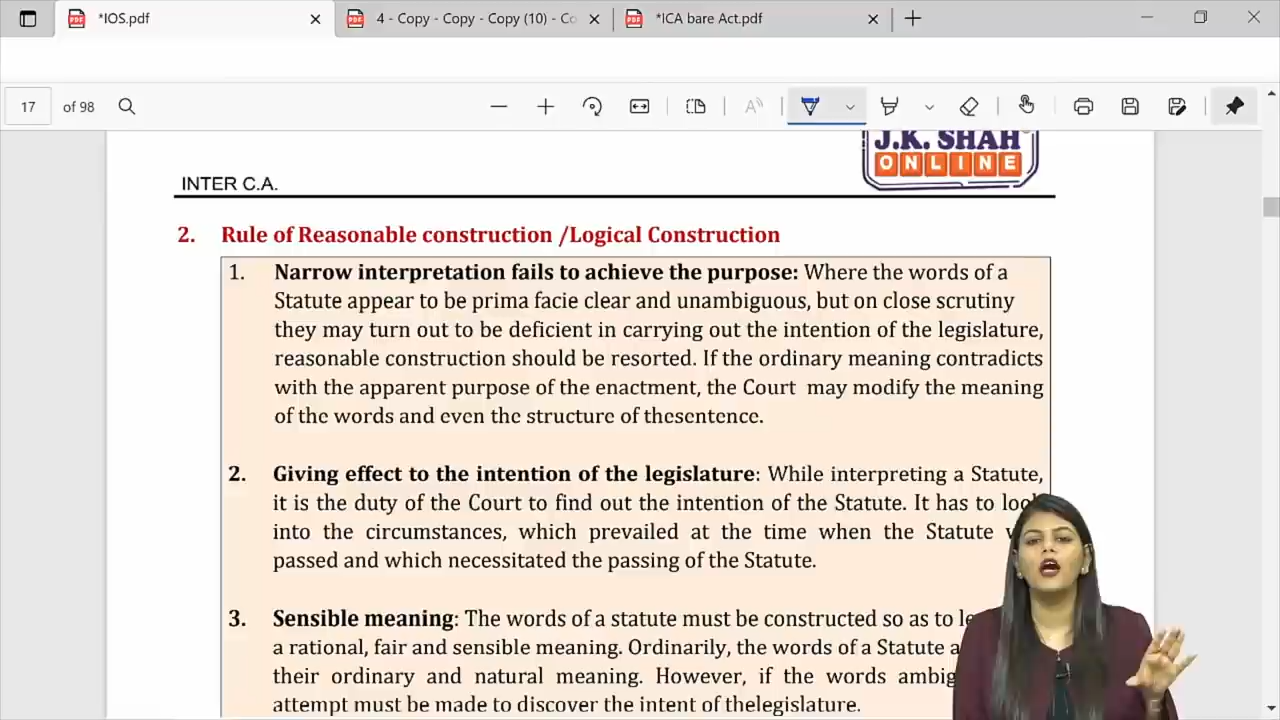 *IOS.pdf
4 - Copy - Copy - Copy (10) - Co
*ICA bare Act.pdf
17 of 98
J.K. SHAH
ONLINE
INTER C.A.
2. Rule of Reasonable construction /Logical Construction
1. Narrow interpretation fails to achieve the purpose: Where the words of a
Statute appear to be prima facie clear and unambiguous, but on close scrutiny
they may turn out to be deficient in carrying out the intention of the legislature,
reasonable construction should be resorted. If the ordinary meaning contradicts
with the apparent purpose of the enactment, the Court may modify the meaning
of the words and even the structure of thesentence.
2. Giving effect to the intention of the legislature: While interpreting a Statute,
it is the duty of the Court to find out the intention of the Statute. It has to
into the circumstances, which prevailed at the time when the Statute
passed and which necessitated the passing of the Statute.
3. Sensible meaning: The words of a statute must be constructed so as to
a rational, fair and sensible meaning. Ordinarily, the words of a Statute
their ordinary and natural meaning. However, if the words
attempt must be made to discover the intent of thelegislature.